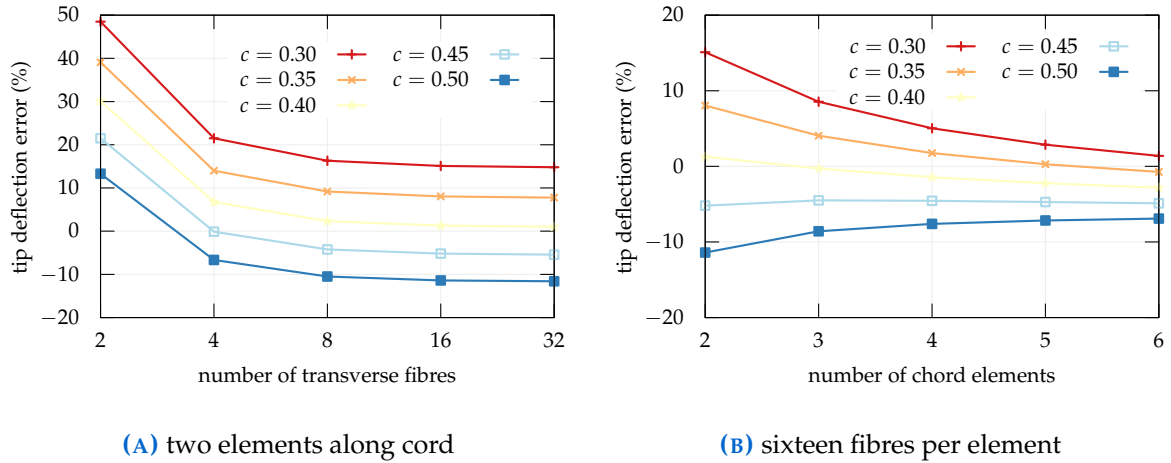 50
40
30
20
10
0
−10
−20
2
4
8
16
32
tip deflection error (%)
number of transverse fibres
c = 0.30
c = 0.35
c = 0.40
c = 0.45
c = 0.50
(A) two elements along cord
20
10
0
−10
−20
2
3
4
5
6
tip deflection error (%)
number of chord elements
c = 0.30
c = 0.35
c = 0.40
c = 0.45
c = 0.50
(B) sixteen fibres per element